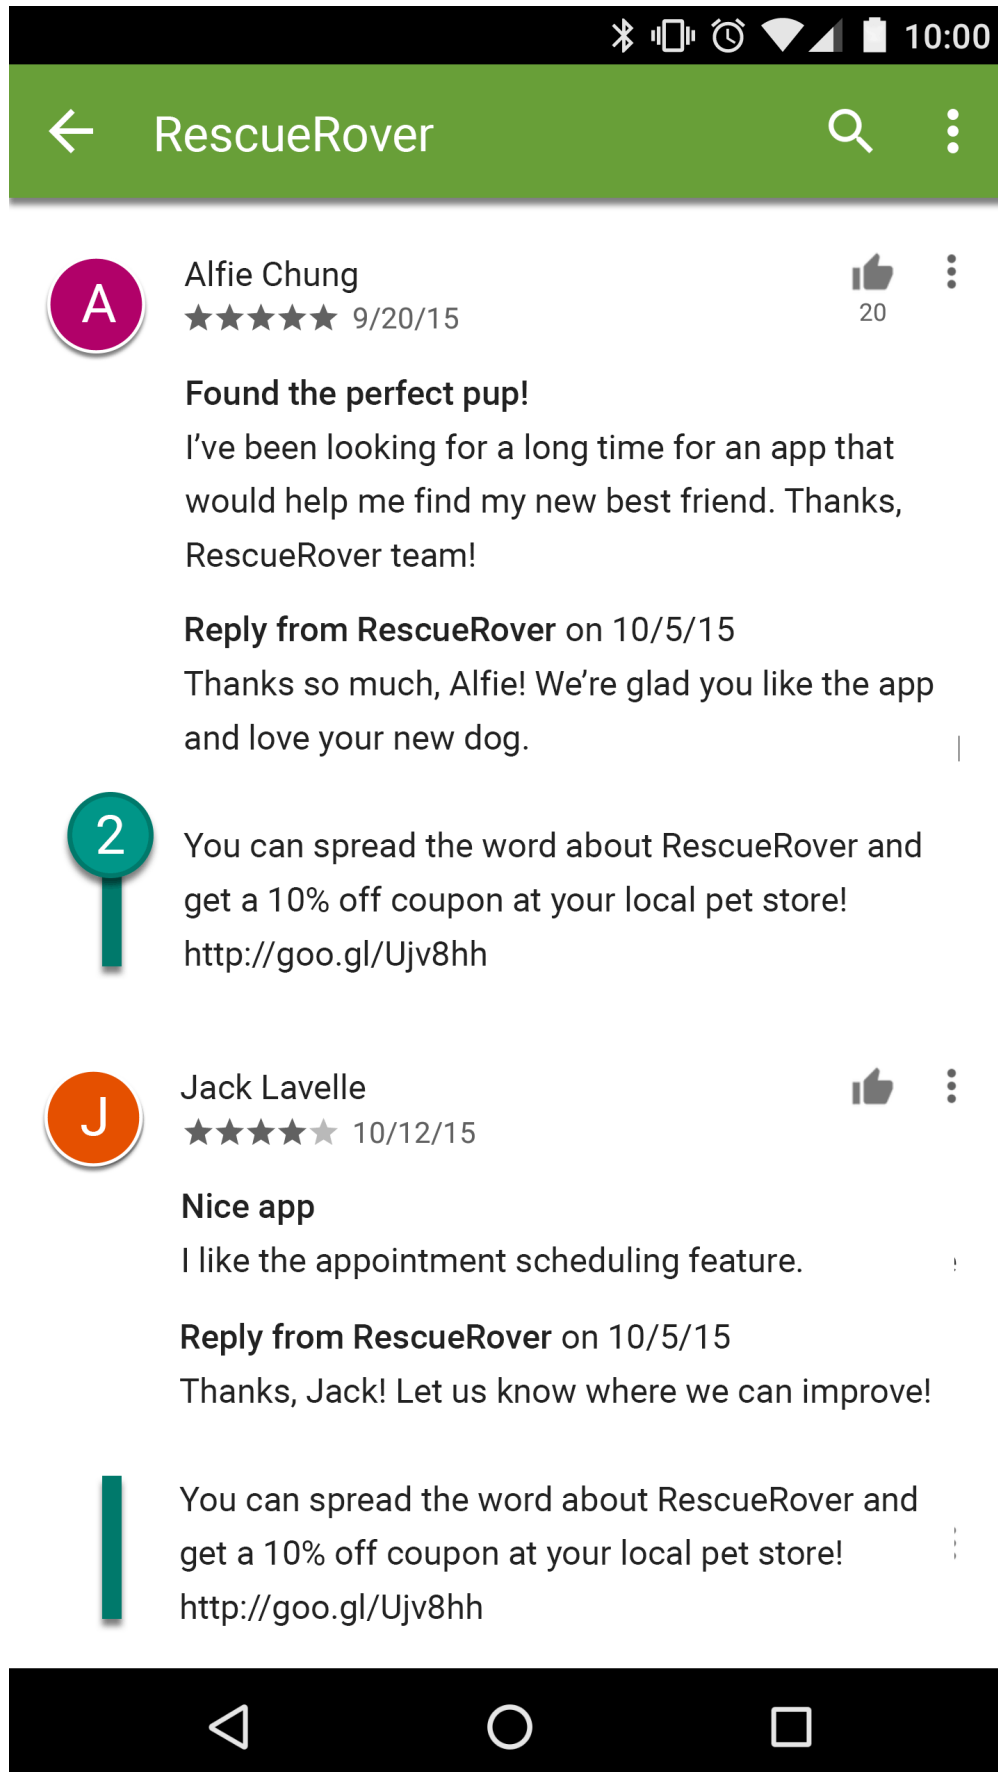 10:00
RescueRover
A
Alfie Chung
9/20/15
20
Found the perfect pup!
I’ve been looking for a long time for an app that
would help me find my new best friend. Thanks,
RescueRover team!
Reply from RescueRover on 10/5/15
Thanks so much, Alfie! We’re glad you like the app
and love your new dog.
2
You can spread the word about RescueRover and
get a 10% off coupon at your local pet store!
http://goo.gl/Ujv8hh
J
Jack Lavelle
10/12/15
Nice app
I like the appointment scheduling feature.
Reply from RescueRover on 10/5/15
Thanks, Jack! Let us know where we can improve!
You can spread the word about RescueRover and
get a 10% off coupon at your local pet store!
http://goo.gl/Ujv8hh